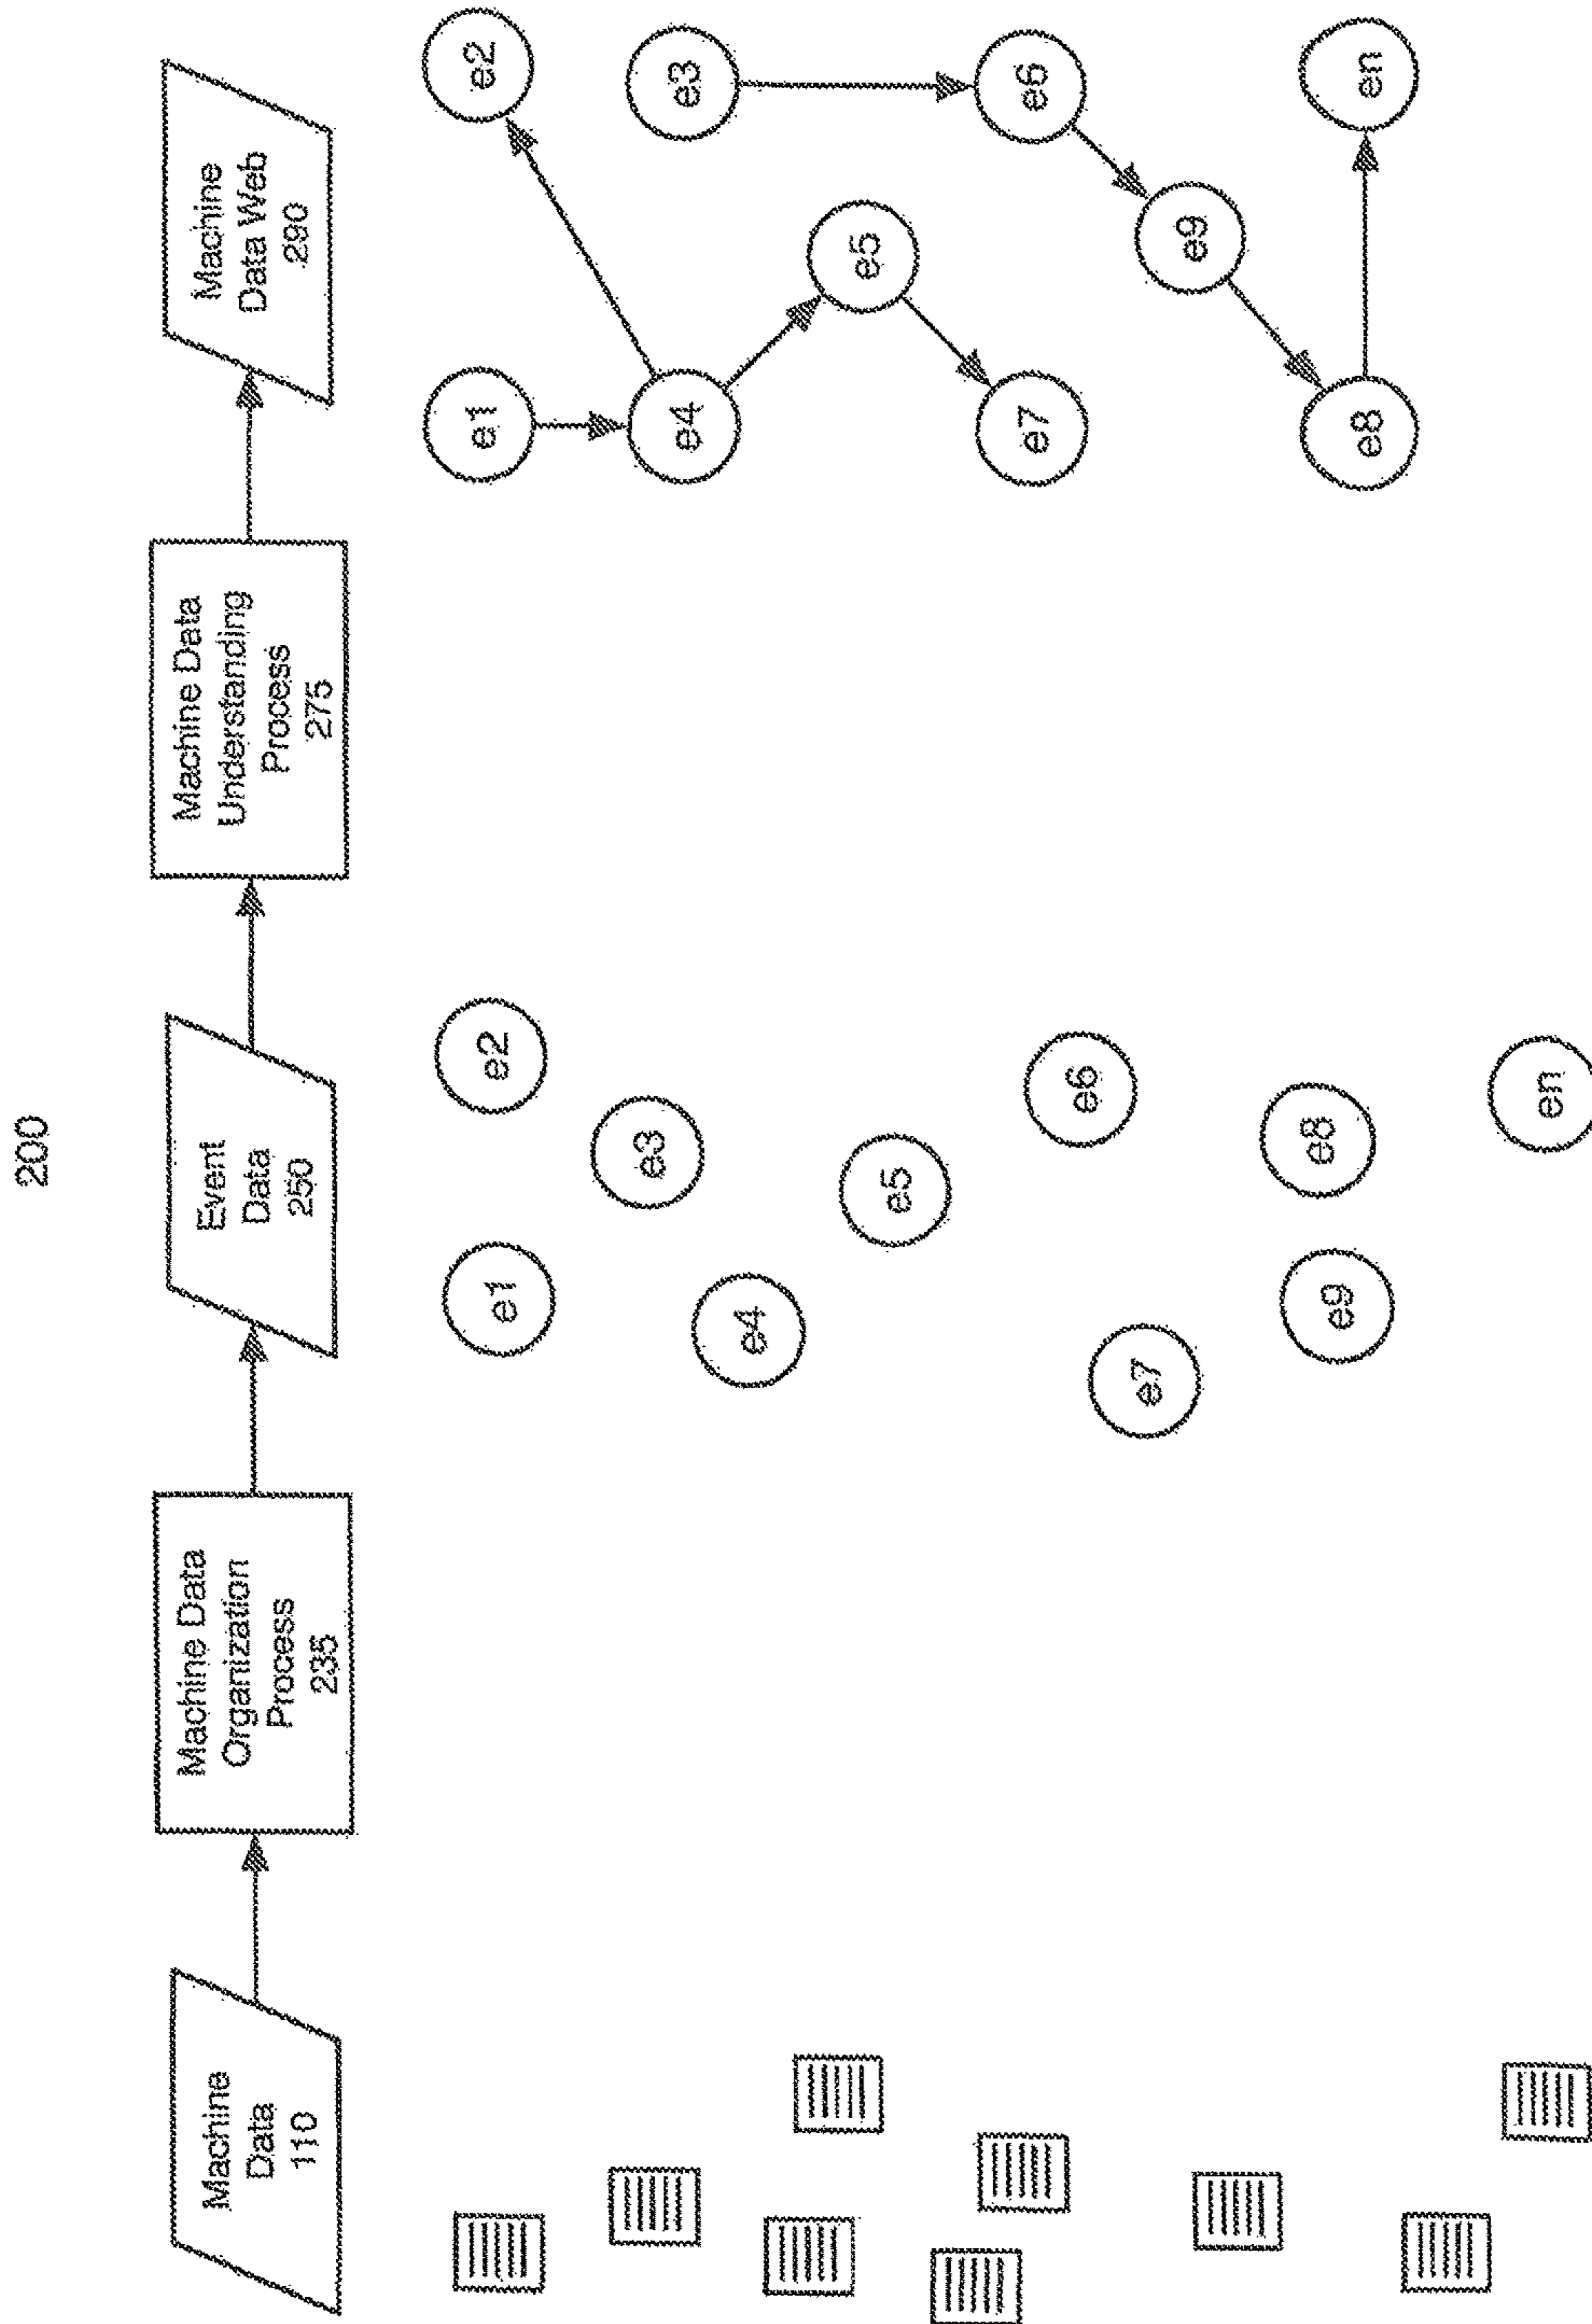 200
Machine
Data
110
Machine Data
Organization
Process
235
Event
Data
250
Machine Data
Understanding
Process
275
Machine
Data Web
290
e1
e2
e3
e4
e5
e6
e7
e8
e9
en
e1
e2
e4
e3
e5
e7
e6
e9
e8
en